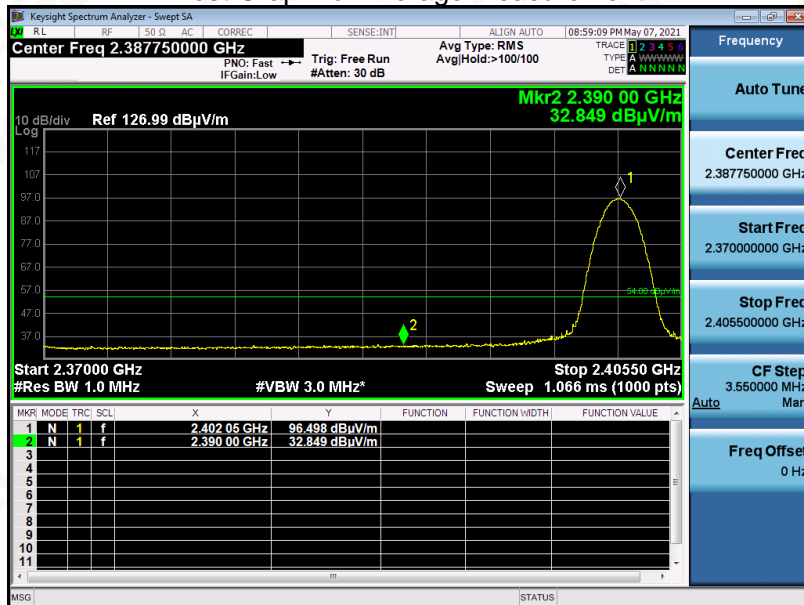 Keysight Spectrum Analyzer - Swept SA
RL RF 50 Ω AC CORREC SENSE:INT ALIGN AUTO 08:59:09 PM May 07, 2021
Center Freq 2.387750000 GHz
PNO: Fast
IFGain:Low
Trig: Free Run
#Atten: 30 dB
Avg Type: RMS
Avg|Hold:>100/100
TRACE 1 2 3 4 5 6
TYPE A WWWWW
DET A N N N N N
Mkr2 2.390 00 GHz
32.849 dBµV/m
10 dB/div Ref 126.99 dBµV/m
Log
117
107
97.0
87.0
77.0
67.0
57.0
47.0
37.0
1
2
54.00 dBµV/m
Start 2.37000 GHz Stop 2.40550 GHz
#Res BW 1.0 MHz #VBW 3.0 MHz* Sweep 1.066 ms (1000 pts)
MKR MODE TRC SCL X Y FUNCTION FUNCTION WIDTH FUNCTION VALUE
1 N 1 f 2.402 05 GHz 96.498 dBµV/m
2 N 1 f 2.390 00 GHz 32.849 dBµV/m
3
4
5
6
7
8
9
10
11
MSG STATUS
Frequency
Auto Tune
Center Freq
2.387750000 GHz
Start Freq
2.370000000 GHz
Stop Freq
2.405500000 GHz
CF Step
3.550000 MHz
Auto Man
Freq Offset
0 Hz